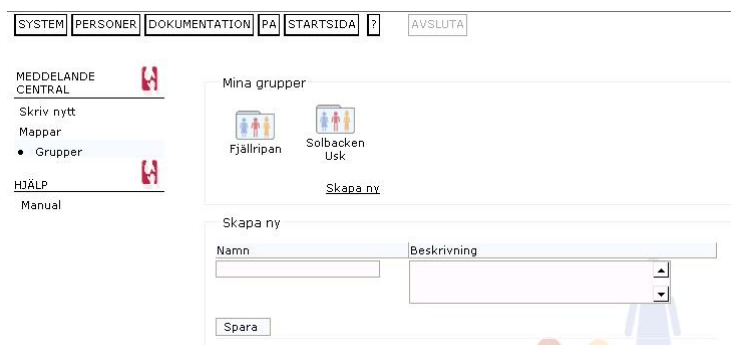 SYSTEM PERSONER DOKUMENTATION PA STARTSIDA ? AVSLUTA
MEDDELANDE
CENTRAL
Skriv nytt
Mappar
• Grupper
HJÄLP
Manual
Mina grupper
Fjällripan
Solbacken
Usk
Skapa ny
Skapa ny
Namn Beskrivning
Spara